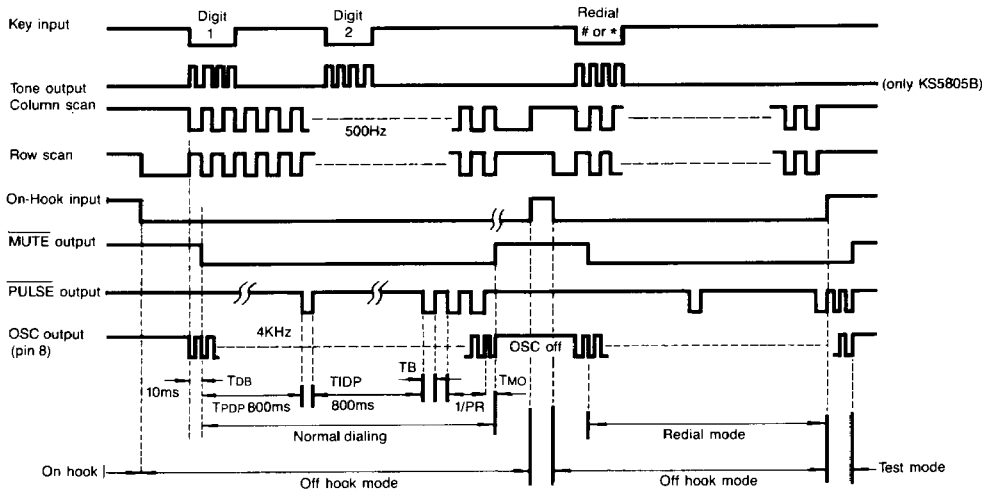 Key input
Digit
1
Digit
2
Redial
# or *
Tone output
(only KS5805B)
Column scan
500Hz
Row scan
On-Hook input
MUTE output
PULSE output
OSC output
(pin 8)
4KHz
OSC off
10ms
TDB
TB
TMO
TPDP 800ms
TIDP
800ms
1/PR
Normal dialing
Redial mode
On hook
Off hook mode
Off hook mode
Test mode